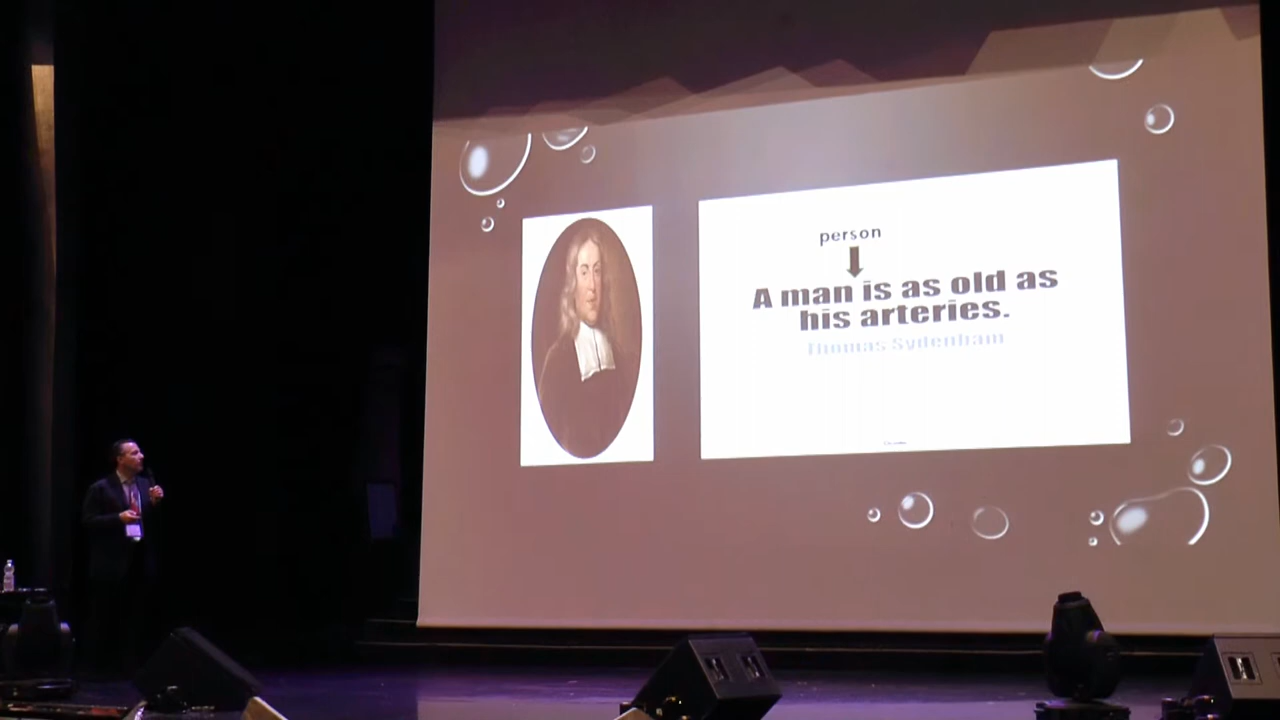 person
A man is as old as
his arteries.
Thomas Sydenham